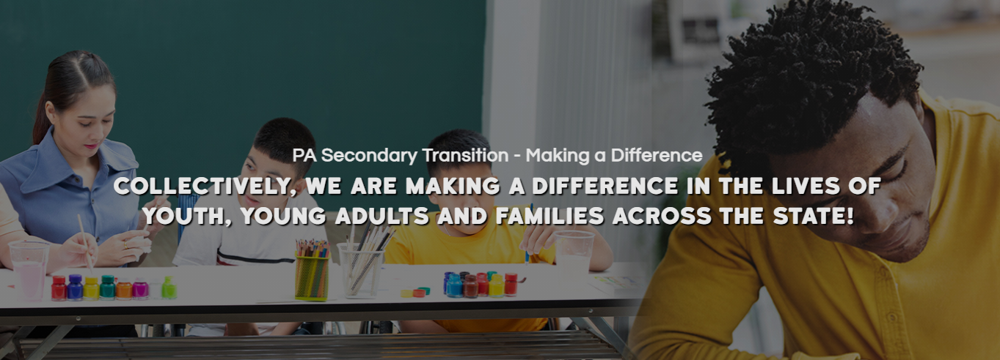 PA Secondary Transition - Making a Difference
COLLECTIVELY, WE ARE MAKING A DIFFERENCE IN THE LIVES OF
YOUTH, YOUNG ADULTS AND FAMILIES ACROSS THE STATE!